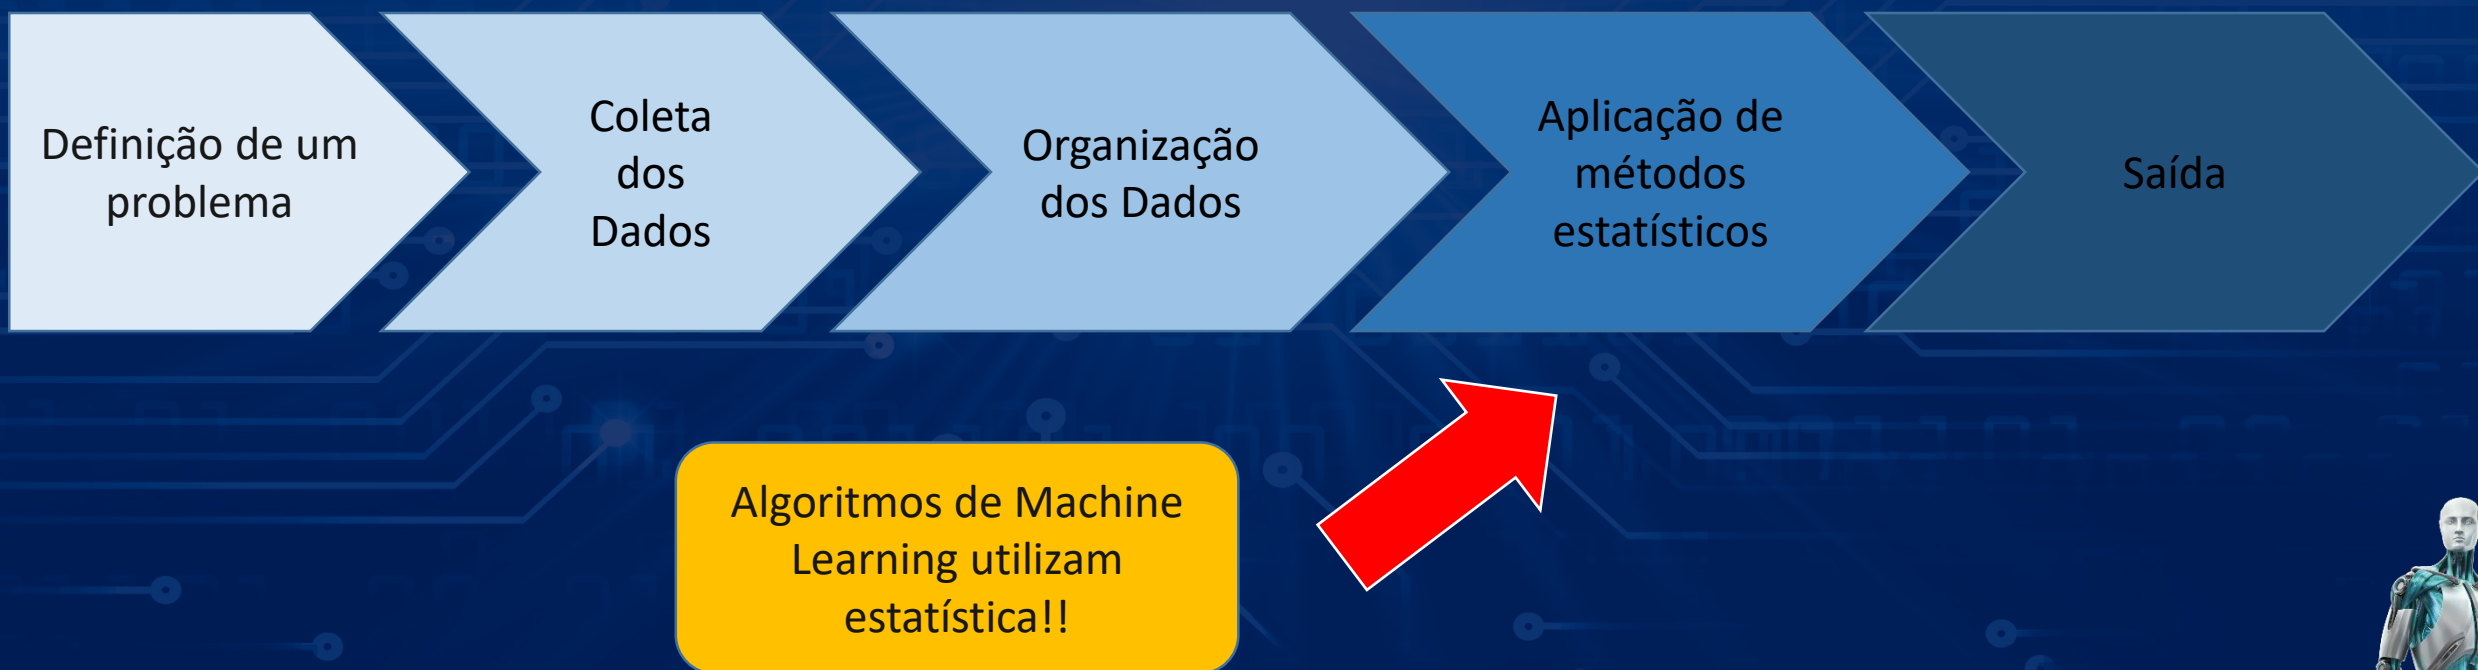 Definição de um
problema
Coleta
dos
Dados
Organização
dos Dados
Aplicação de
métodos
estatísticos
Saída
Algoritmos de Machine
Learning utilizam
estatística!!